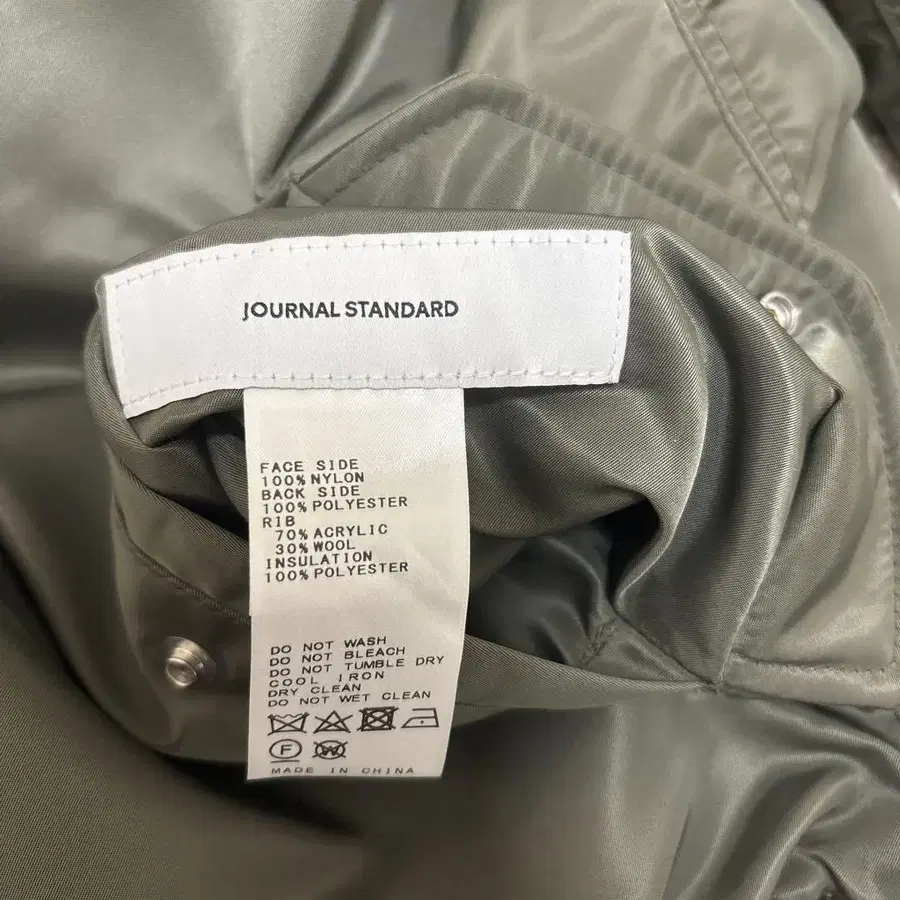 JOURNAL STANDARD
FACE SIDE
100% NYLON
BACK SIDE
100% POLYESTER
RIB
70% ACRYLIC
30% WOOL
INSULATION
100% POLYESTER
DO NOT WASH
DO NOT BLEACH
DO NOT TUMBLE DRY
COOL IRON
DRY CLEAN
DO NOT WET CLEAN
F W
MADE IN CHINA